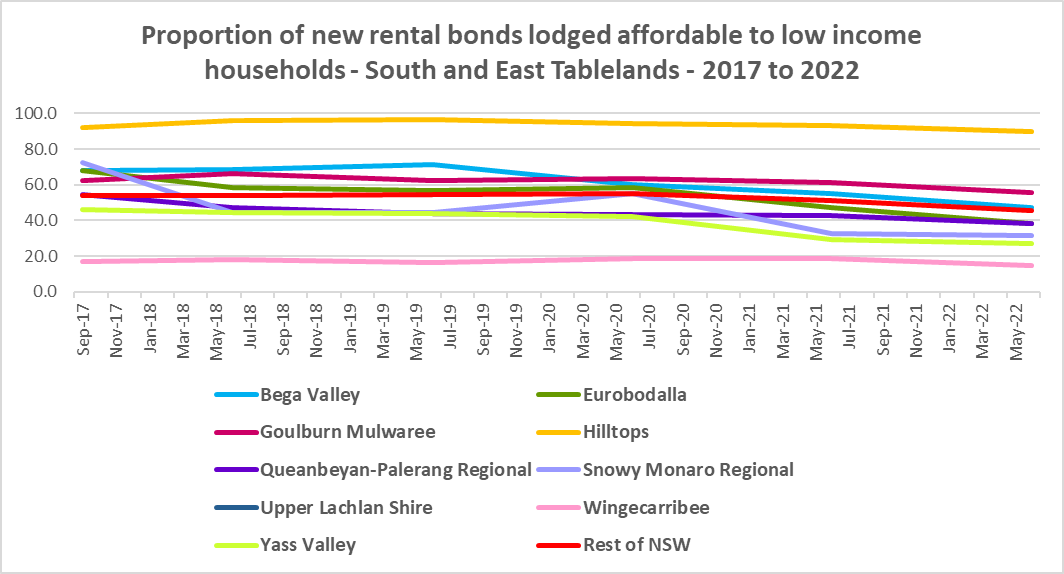 Proportion of new rental bonds lodged affordable to low income
households - South and East Tablelands - 2017 to 2022
100.0
80.0
60.0
40.0
20.0
0.0
Sep-17
Nov-17
Jan-18
Mar-18
May-18
Jul-18
Sep-18
Nov-18
Jan-19
Mar-19
May-19
Jul-19
Sep-19
Nov-19
Jan-20
Mar-20
May-20
Jul-20
Sep-20
Nov-20
Jan-21
Mar-21
May-21
Jul-21
Sep-21
Nov-21
Jan-22
Mar-22
May-22
Bega Valley
Eurobodalla
Goulburn Mulwaree
Hilltops
Queanbeyan-Palerang Regional
Snowy Monaro Regional
Upper Lachlan Shire
Wingecarribee
Yass Valley
Rest of NSW